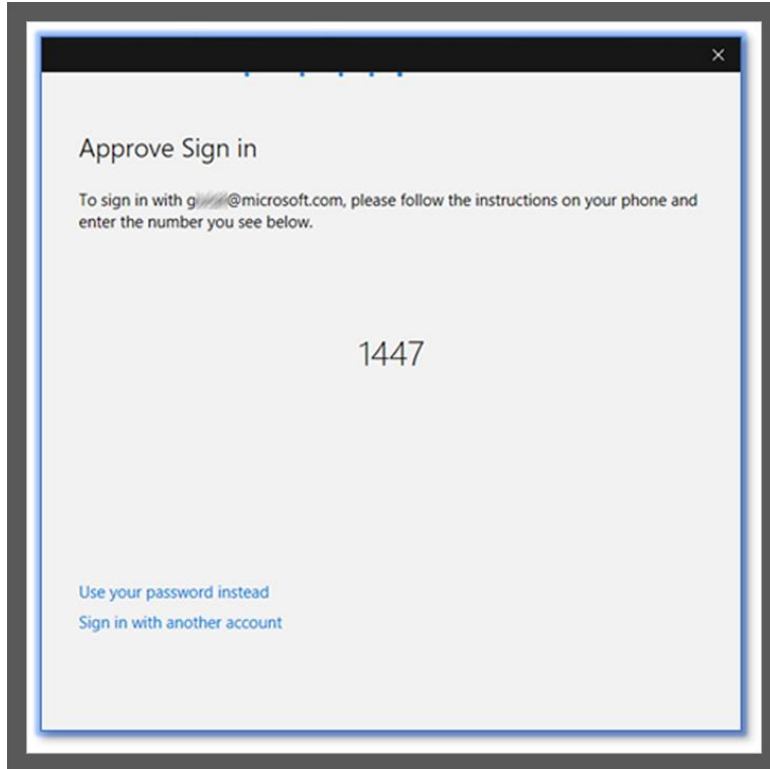 Approve Sign in
To sign in with g @microsoft.com, please follow the instructions on your phone and
enter the number you see below.
1447
Use your password instead
Sign in with another account